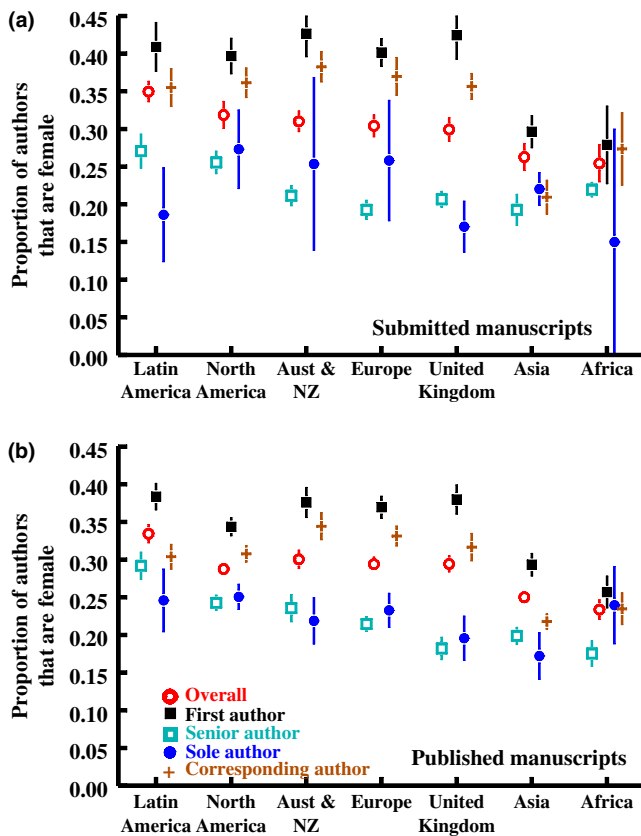 (a)
Proportion of authors
that are female
0.45
0.40
0.35
0.30
0.25
0.20
0.15
0.10
0.05
0.00
Submitted manuscripts
Latin
America
North
America
Aust &
NZ
Europe
United
Kingdom
Asia
Africa
(b)
Proportion of authors
that are female
0.45
0.40
0.35
0.30
0.25
0.20
0.15
0.10
0.05
0.00
Overall
First author
Senior author
Sole author
Corresponding author
Published manuscripts
Latin
America
North
America
Aust &
NZ
Europe
United
Kingdom
Asia
Africa